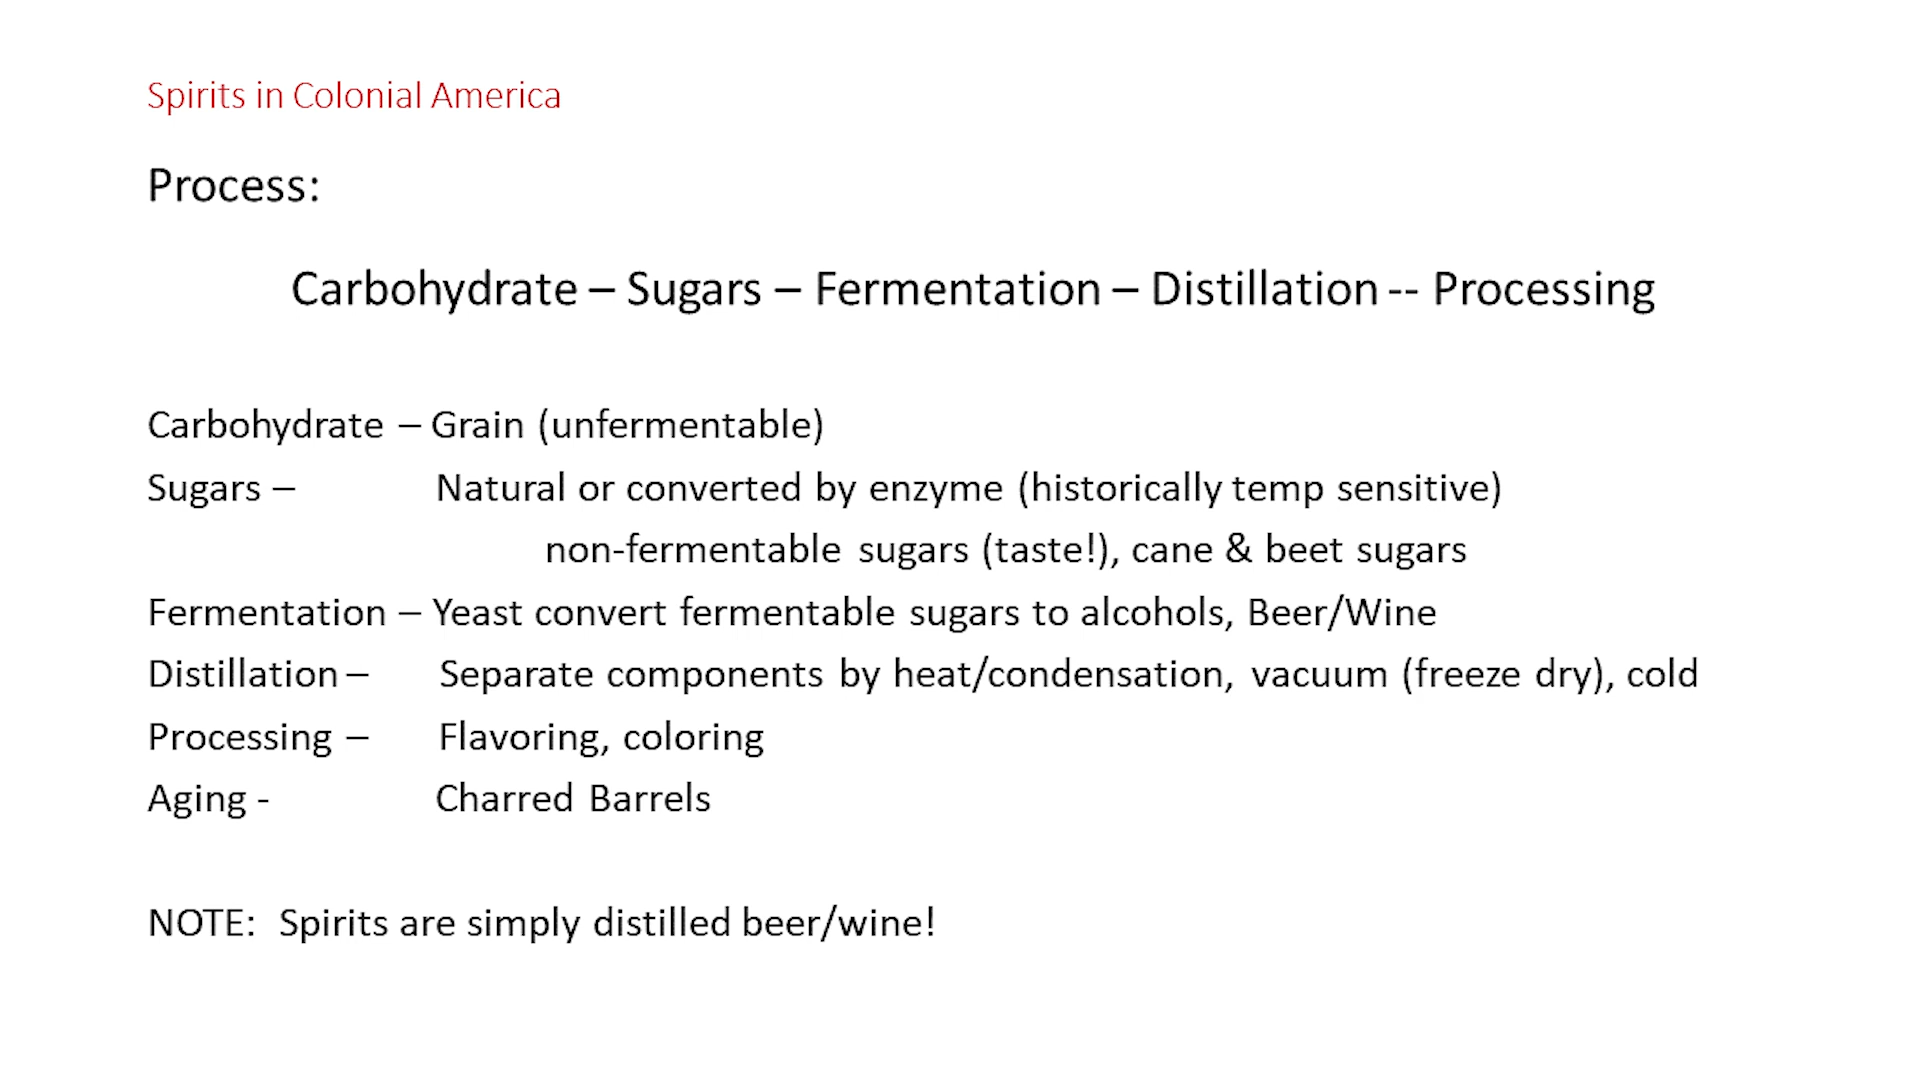 Spirits in Colonial America
Process:
Carbohydrate – Sugars – Fermentation – Distillation -- Processing
Carbohydrate – Grain (unfermentable)
Sugars – Natural or converted by enzyme (historically temp sensitive)
non-fermentable sugars (taste!), cane & beet sugars
Fermentation – Yeast convert fermentable sugars to alcohols, Beer/Wine
Distillation – Separate components by heat/condensation, vacuum (freeze dry), cold
Processing – Flavoring, coloring
Aging - Charred Barrels
NOTE: Spirits are simply distilled beer/wine!